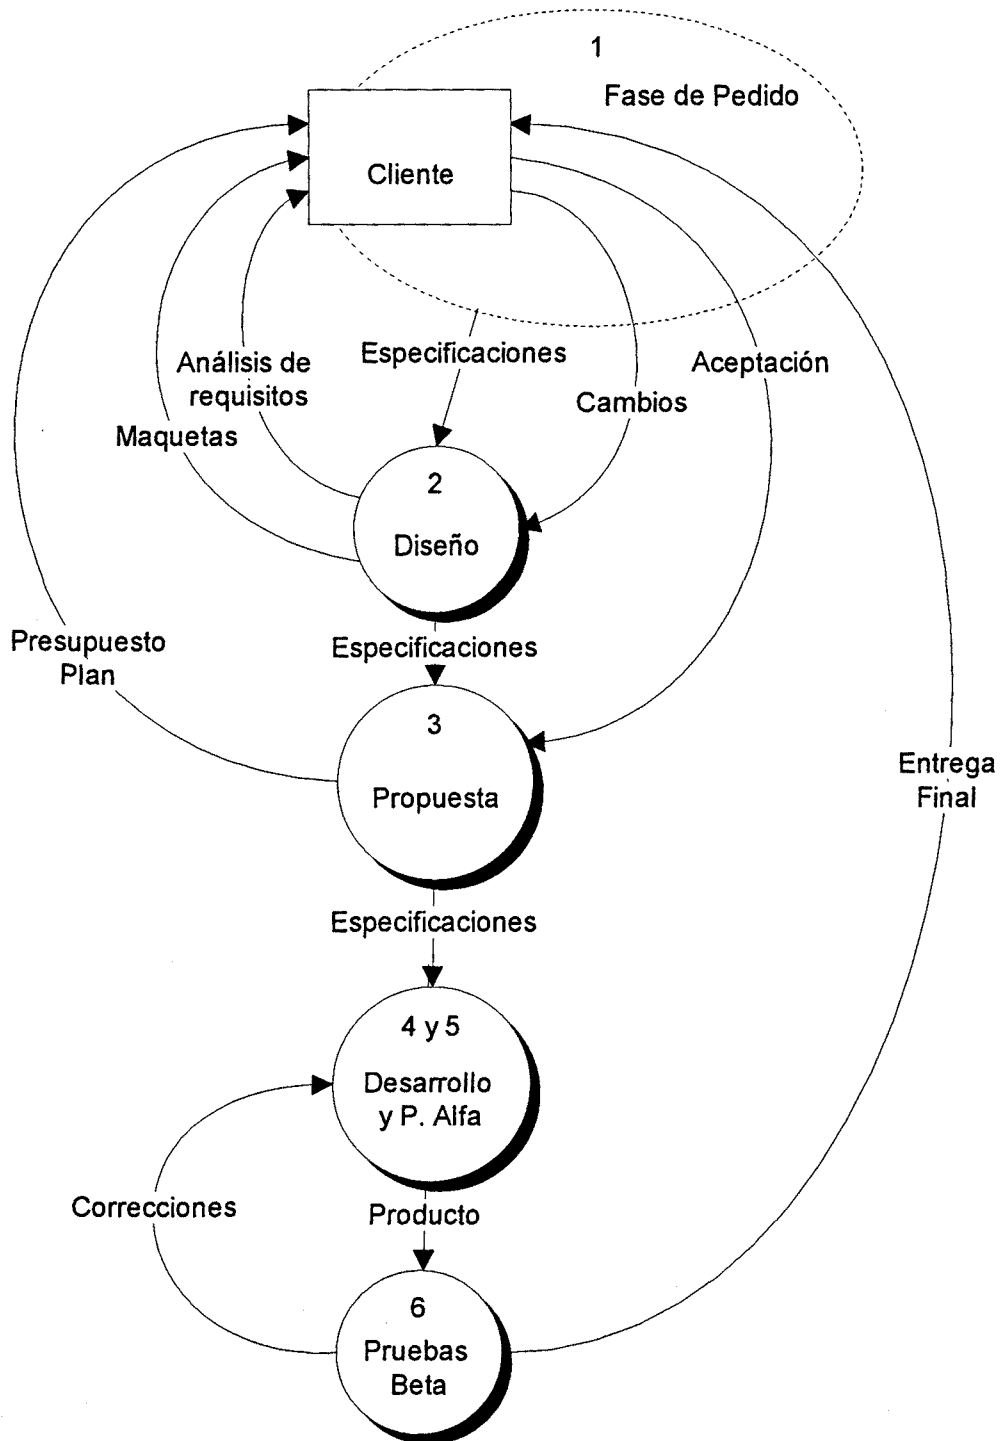 1
Fase de Pedido
Cliente
Análisis de
requisitos
Especificaciones
Aceptación
Cambios
Maquetas
2
Diseño
Presupuesto
Plan
Especificaciones
3
Propuesta
Entrega
Final
Especificaciones
4 y 5
Desarrollo
y P. Alfa
Correcciones
Producto
6
Pruebas
Beta